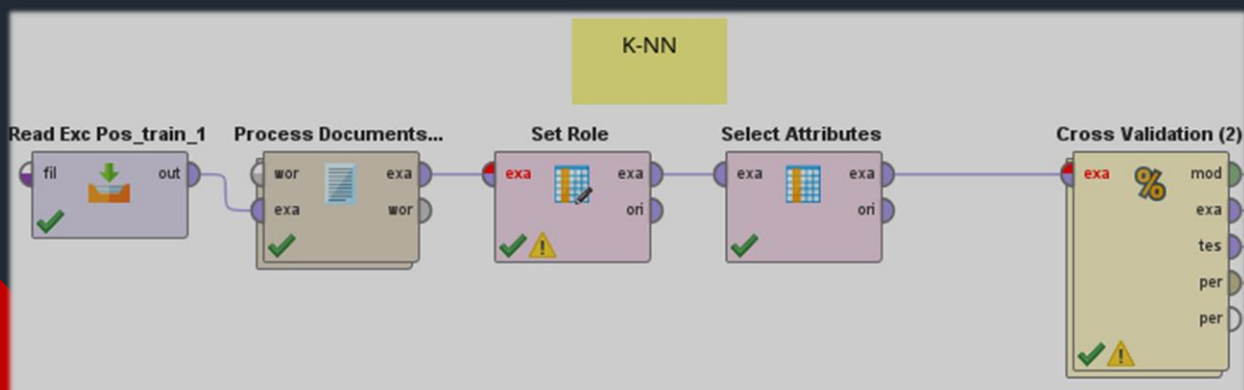 K-NN
Read Exc Pos_train_1
fil
out
Process Documents...
wor
exa
exa
wor
Set Role
exa
exa
ori
Select Attributes
exa
exa
ori
Cross Validation (2)
exa
%
mod
exa
tes
per
per